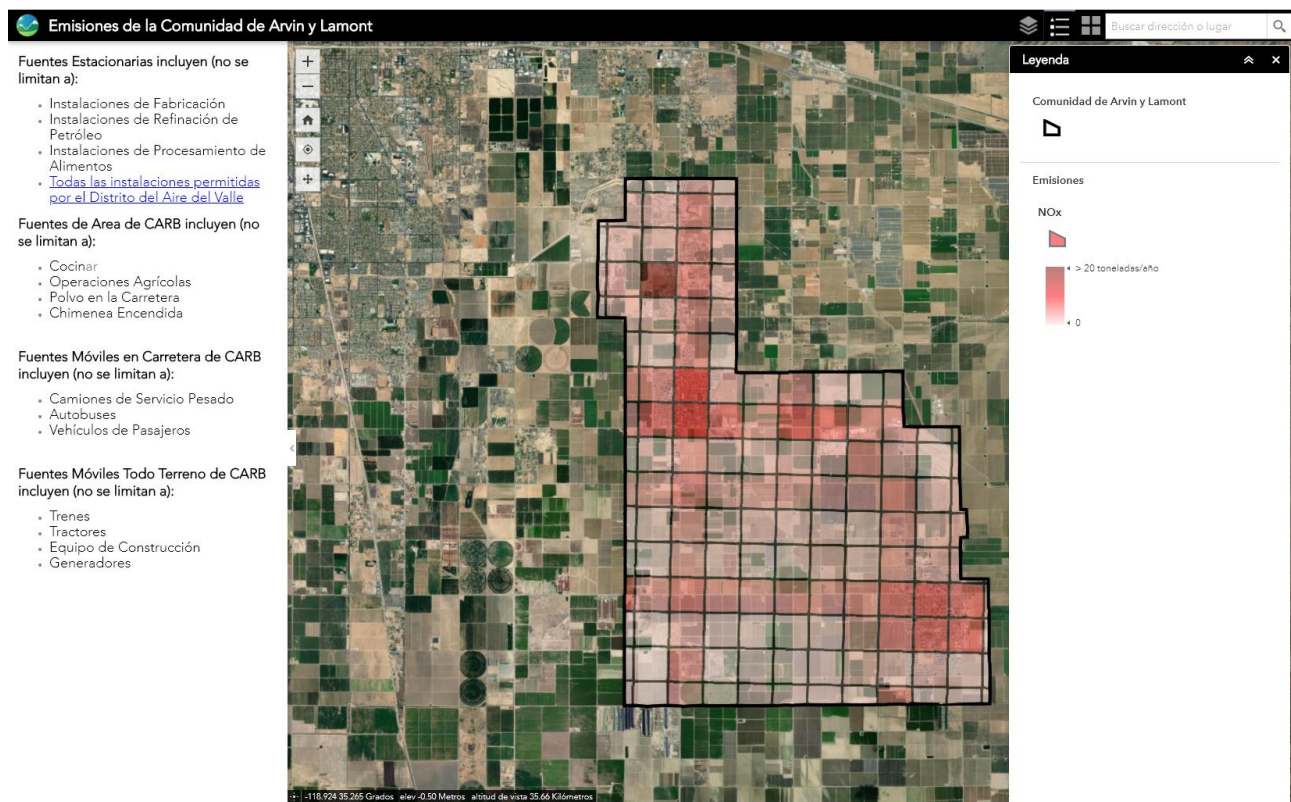 Emisiones de la Comunidad de Arvin y Lamont
Buscar dirección o lugar
Fuentes Estacionarias incluyen (no se
limitan a):
Instalaciones de Fabricación
Instalaciones de Refinación de
Petróleo
Instalaciones de Procesamiento de
Alimentos
Todas las instalaciones permitidas
por el Distrito del Aire del Valle
Fuentes de Area de CARB incluyen (no
se limitan a):
Cocinar
Operaciones Agrícolas
Polvo en la Carretera
Chimenea Encendida
Fuentes Móviles en Carretera de CARB
incluyen (no se limitan a):
Camiones de Servicio Pesado
Autobuses
Vehículos de Pasajeros
Fuentes Móviles Todo Terreno de CARB
incluyen (no se limitan a):
Trenes
Tractores
Equipo de Construcción
Generadores
-118.924 35.265 Grados elev -0.50 Metros altitud de vista 35.66 Kilómetros
Leyenda
Comunidad de Arvin y Lamont
Emisiones
NOx
> 20 toneladas/año
0